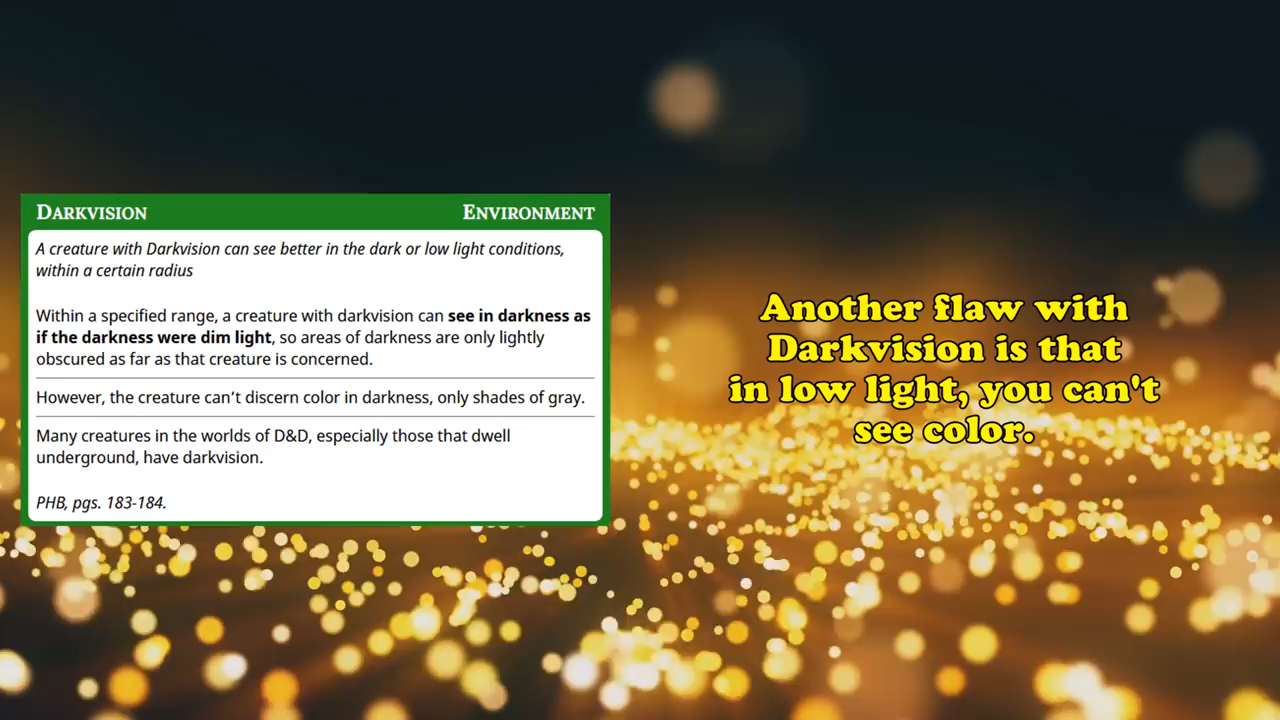 DARKVISION
ENVIRONMENT
A creature with Darkvision can see better in the dark or low light conditions,
within a certain radius
Within a specified range, a creature with darkvision can see in darkness as
if the darkness were dim light, so areas of darkness are only lightly
obscured as far as that creature is concerned.
However, the creature can’t discern color in darkness, only shades of gray.
Many creatures in the worlds of D&D, especially those that dwell
underground, have darkvision.
PHB, pgs. 183-184.
Another flaw with
Darkvision is that
in low light, you can't
see color.